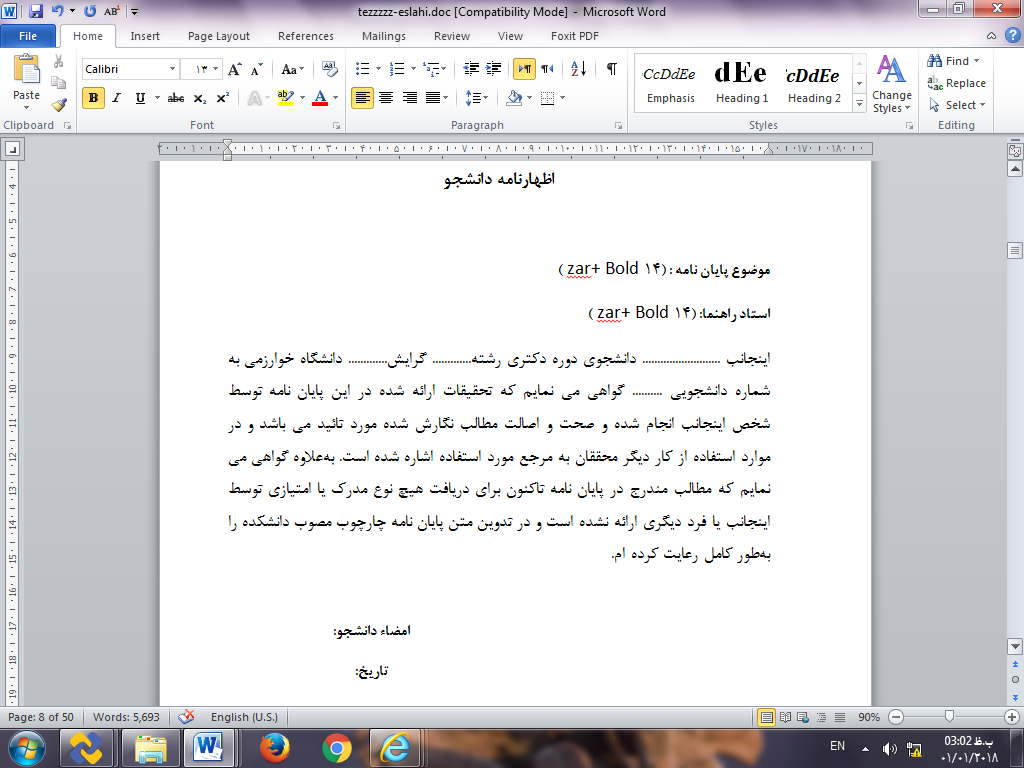 tezzzzz-eslahi.doc [Compatibility Mode] - Microsoft Word
File Home Insert Page Layout References Mailings Review View Foxit PDF
Calibri ۱۳ Aa
Paste
B I U abc x₂ x² A ab A
CcDdEe dEe CcDdEe
Emphasis Heading 1 Heading 2
Change Styles
Find
Replace
Select
Clipboard Font Paragraph Styles Editing
اظهارنامه دانشجو
موضوع پایان نامه : (۱۴ zar+ Bold )
استاد راهنما: (۱۴ zar+ Bold )
اینجانب .......................... دانشجوی دوره دکتری رشته............. گرایش............. دانشگاه خوارزمی به
شماره دانشجویی .......... گواهی می نمایم که تحقیقات ارائه شده در این پایان نامه توسط
شخص اینجانب انجام شده و صحت و اصالت مطالب نگارش شده مورد تائید می باشد و در
موارد استفاده از کار دیگر محققان به مرجع مورد استفاده اشاره شده است. به‌علاوه گواهی می
نمایم که مطالب مندرج در پایان نامه تاکنون برای دریافت هیچ نوع مدرک یا امتیازی توسط
اینجانب یا فرد دیگری ارائه نشده است و در تدوین متن پایان نامه چارچوب مصوب دانشکده را
به‌طور کامل رعایت کرده ام.
امضاء دانشجو:
تاریخ:
Page: 8 of 50 Words: 5,693 English (U.S.) 90%
EN
03:02 ب.ظ
۰۱/۰۱/۲۰۱۸